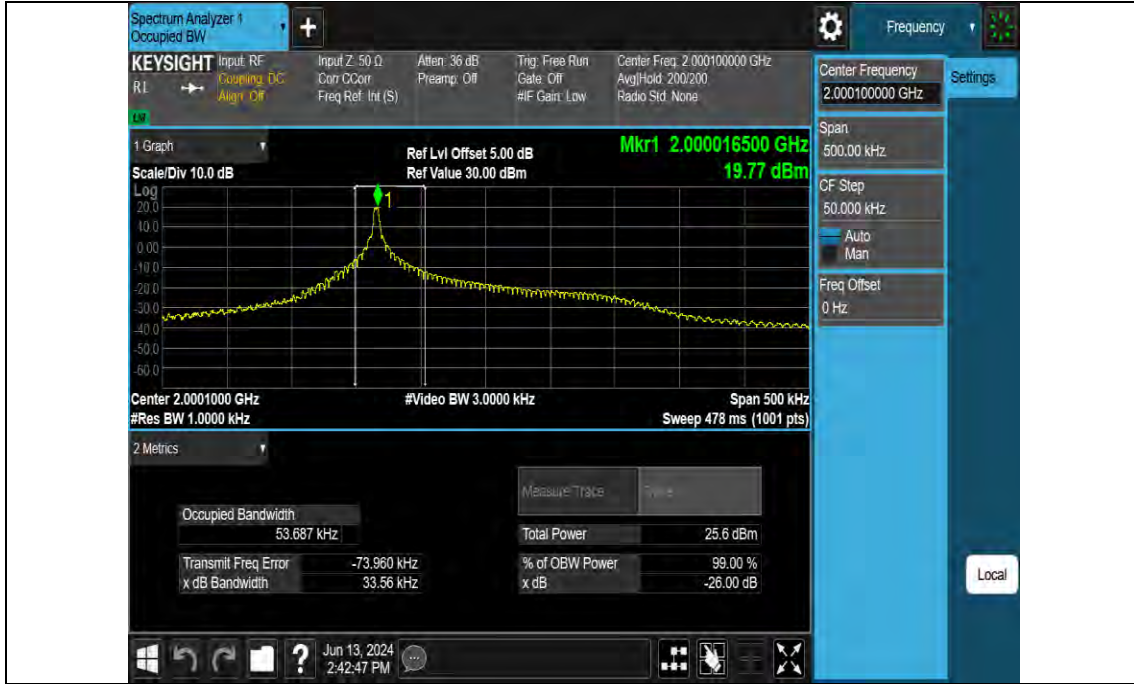 Spectrum Analyzer 1
Occupied BW
+
Frequency
KEYSIGHT
RL
Input: RF
Coupling: DC
Align: Off
Input Z: 50 Ω
Corr CCorr
Freq Ref: Int (S)
Atten: 36 dB
Preamp: Off
Trig: Free Run
Gate: Off
#IF Gain: Low
Center Freq: 2.000100000 GHz
Avg|Hold: 200/200
Radio Std: None
Center Frequency
2.000100000 GHz
Settings
Span
500.00 kHz
CF Step
50.000 kHz
Auto
Man
Freq Offset
0 Hz
1 Graph
Scale/Div 10.0 dB
Ref Lvl Offset 5.00 dB
Ref Value 30.00 dBm
Mkr1 2.000016500 GHz
19.77 dBm
Log
1
20.0
10.0
0.00
-10.0
-20.0
-30.0
-40.0
-50.0
-60.0
Center 2.0001000 GHz
#Res BW 1.0000 kHz
#Video BW 3.0000 kHz
Span 500 kHz
Sweep 478 ms (1001 pts)
2 Metrics
Measure Trace
Occupied Bandwidth
53.687 kHz
Total Power 25.6 dBm
Transmit Freq Error -73.960 kHz
% of OBW Power 99.00 %
x dB Bandwidth 33.56 kHz
x dB -26.00 dB
Local
?
Jun 13, 2024
2:42:47 PM